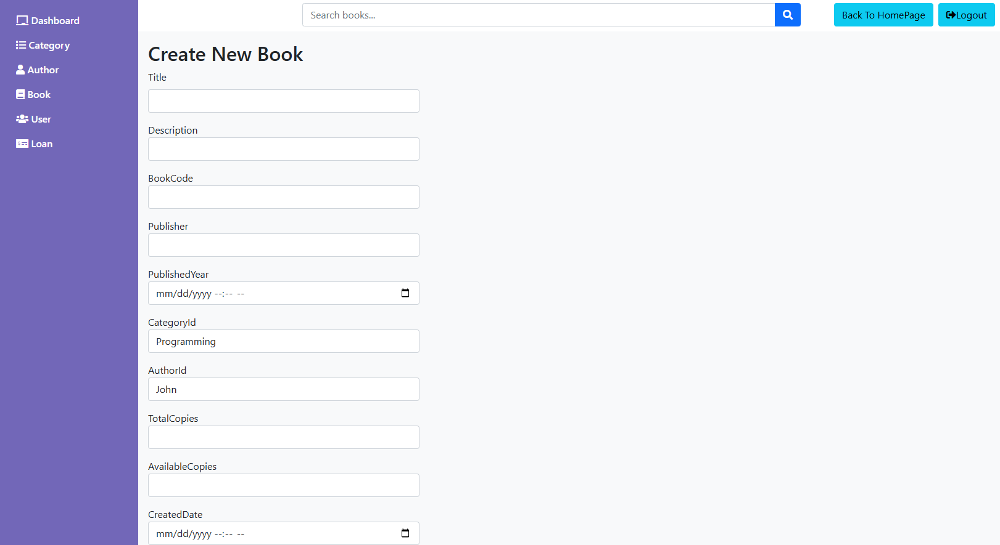 Dashboard
Category
Author
Book
User
Loan
Search books...
Back To HomePage
Logout
Create New Book
Title
Description
BookCode
Publisher
PublishedYear
mm/dd/yyyy --:-- --
CategoryId
Programming
AuthorId
John
TotalCopies
AvailableCopies
CreatedDate
mm/dd/yyyy --:-- --